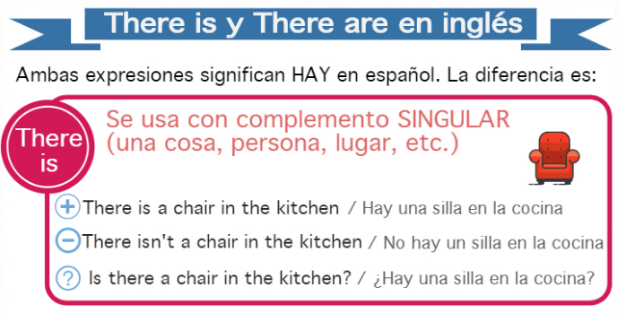 There is y There are en inglés
Ambas expresiones significan HAY en español. La diferencia es:
There
is
Se usa con complemento SINGULAR
(una cosa, persona, lugar, etc.)
+ There is a chair in the kitchen / Hay una silla en la cocina
− There isn't a chair in the kitchen / No hay un silla en la cocina
? Is there a chair in the kitchen? / ¿Hay una silla en la cocina?